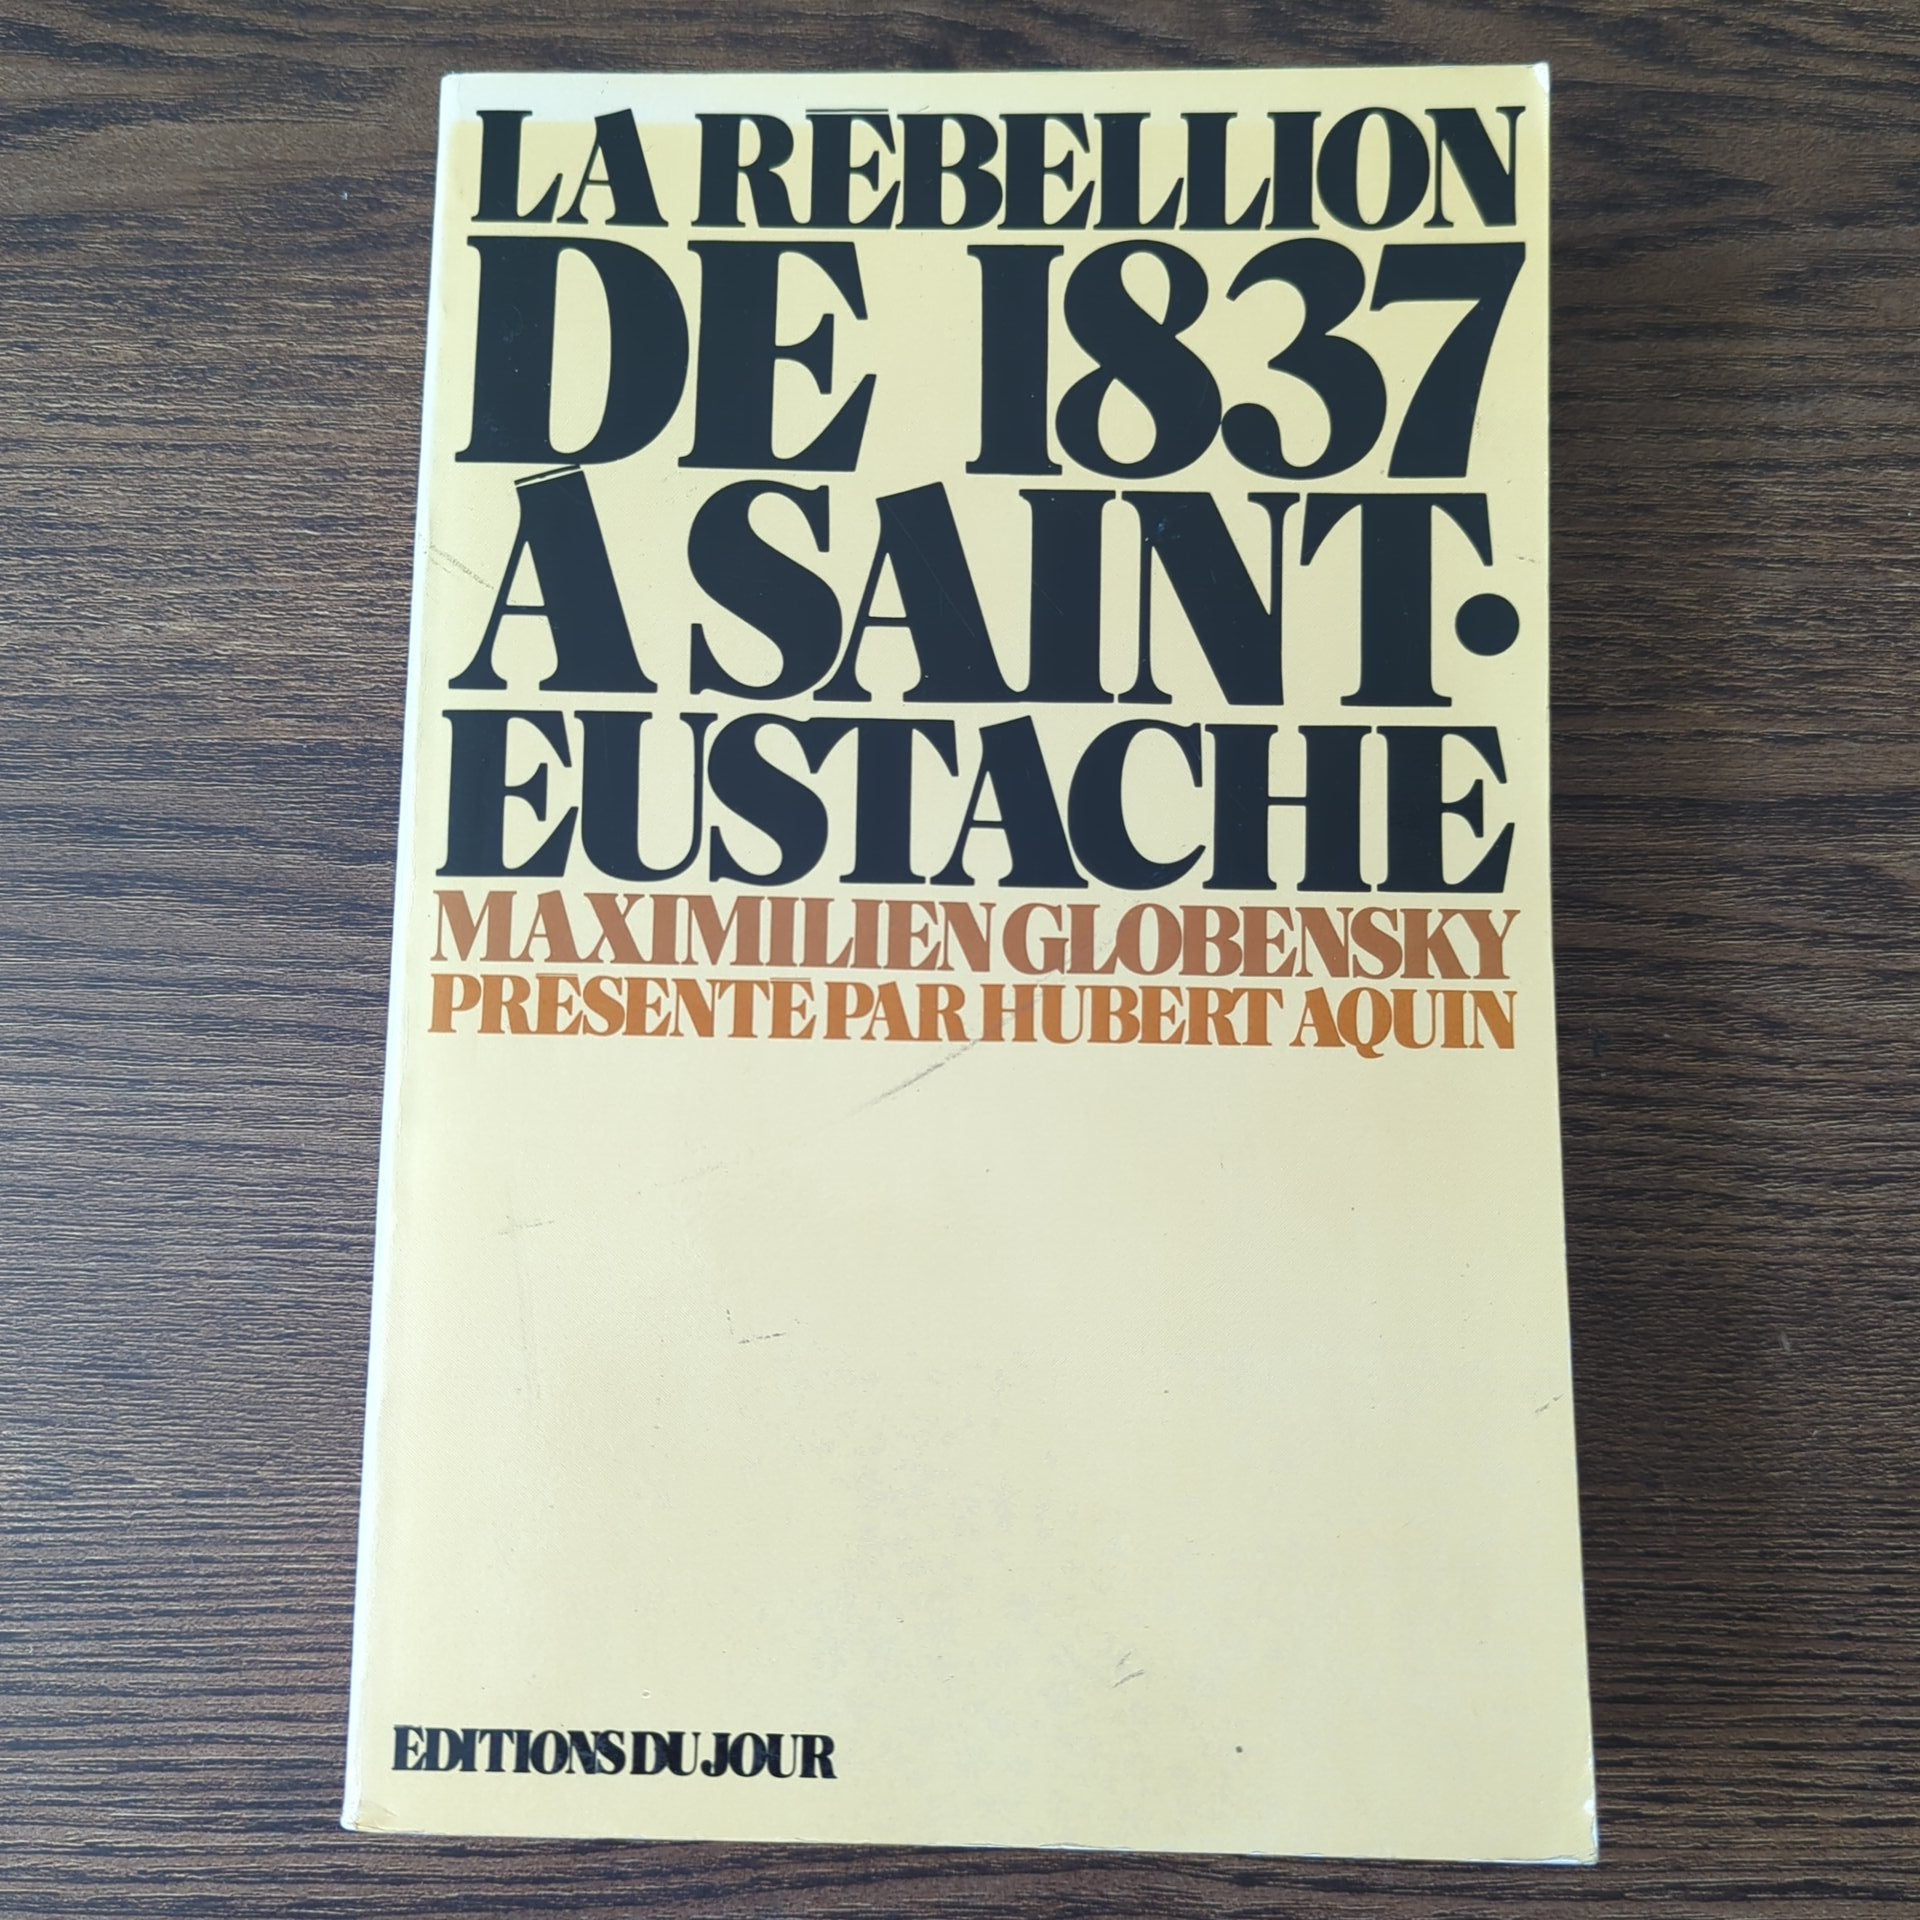 LA RÉBELLION
DE 1837
À SAINT-
EUSTACHE
MAXIMILIEN GLOBENSKY
PRÉSENTÉ PAR HUBERT AQUIN
EDITIONS DU JOUR